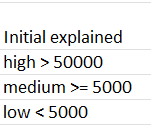 Initial explained
high > 50000
medium >= 5000
low < 5000